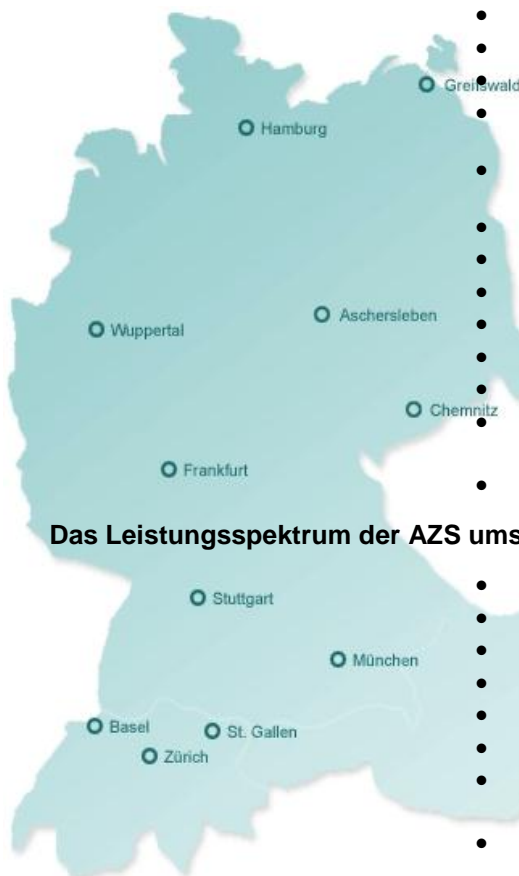 Greifswald
Hamburg
Aschersleben
Wuppertal
Chemnitz
Frankfurt
Das Leistungsspektrum der AZS ums
Stuttgart
München
Basel
St. Gallen
Zürich